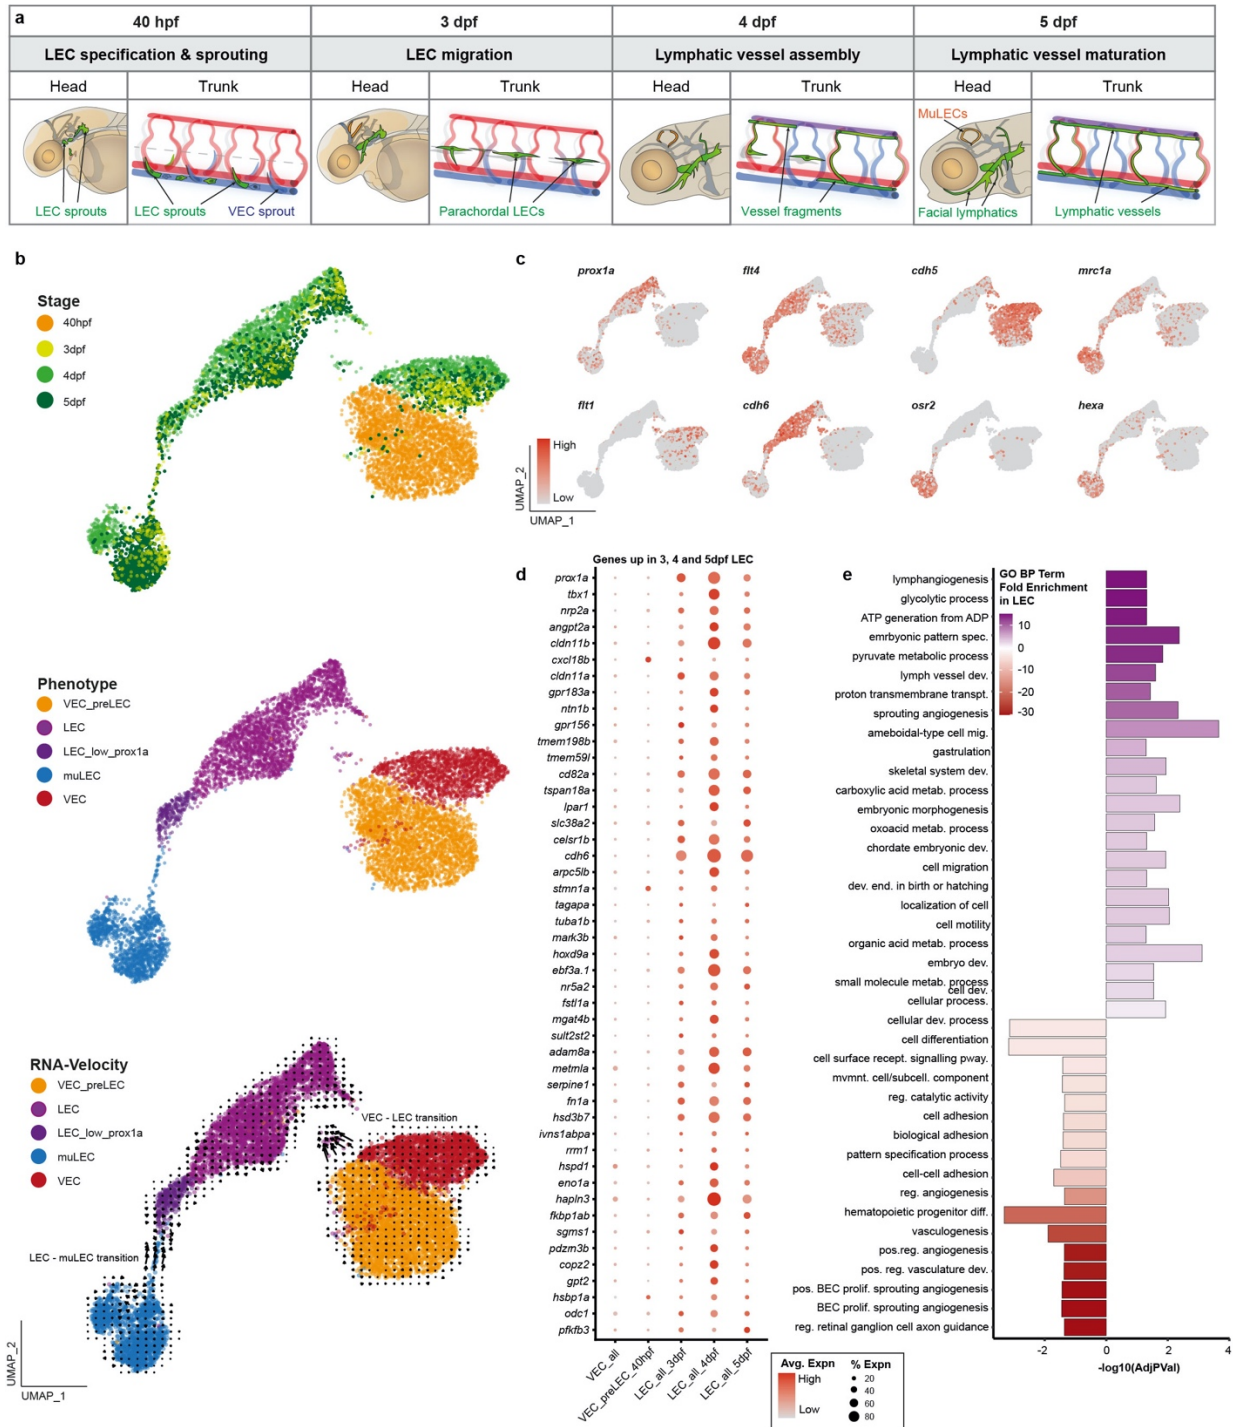 a
40 hpf
3 dpf
4 dpf
5 dpf
LEC specification & sprouting
LEC migration
Lymphatic vessel assembly
Lymphatic vessel maturation
Head
Trunk
Head
Trunk
Head
Trunk
Head
Trunk
MuLECs
LEC sprouts
LEC sprouts
VEC sprout
Parachordal LECs
Vessel fragments
Facial lymphatics
Lymphatic vessels
b
Stage
40hpf
3dpf
4dpf
5dpf
Phenotype
VEC_preLEC
LEC
LEC_low_prox1a
muLEC
VEC
RNA-Velocity
VEC_preLEC
LEC
LEC_low_prox1a
muLEC
VEC
VEC - LEC transition
LEC - muLEC transition
UMAP_2
UMAP_1
c
prox1a
flt4
cdh5
mrc1a
flt1
cdh6
osr2
hexa
High
Low
UMAP_2
UMAP_1
d
Genes up in 3, 4 and 5dpf LEC
prox1a
tbx1
nrp2a
angpt2a
cldn11b
cxcl18b
cldn11a
gpr183a
ntn1b
gpr156
tmem198b
tmem59l
cd82a
tspan18a
lpar1
slc38a2
celsr1b
cdh6
arpc5lb
stmn1a
tagapa
tuba1b
mark3b
hoxd9a
ebf3a.1
nr5a2
fstl1a
mgat4b
sult2st2
adam8a
metrnla
serpine1
fn1a
hsd3b7
ivns1abpa
rrm1
hspd1
eno1a
hapln3
fkbp1ab
sgms1
pdzm3b
copz2
gpt2
hsbp1a
odc1
pfkfb3
VEC_all
VEC_preLEC_40hpf
LEC_all_3dpf
LEC_all_4dpf
LEC_all_5dpf
Avg. Expn
High
Low
% Expn
20
40
60
80
e
GO BP Term
Fold Enrichment
in LEC
10
0
-10
-20
-30
lymphangiogenesis
glycolytic process
ATP generation from ADP
embryonic pattern spec.
pyruvate metabolic process
lymph vessel dev.
proton transmembrane transpt.
sprouting angiogenesis
ameboidal-type cell mig.
gastrulation
skeletal system dev.
carboxylic acid metab. process
embryonic morphogenesis
oxoacid metab. process
chordate embryonic dev.
cell migration
dev. end. in birth or hatching
localization of cell
cell motility
organic acid metab. process
embryo dev.
small molecule metab. process
cell dev.
cellular process.
cellular dev. process
cell differentiation
cell surface recept. signalling pway.
mvmnt. cell/subcell. component
reg. catalytic activity
cell adhesion
biological adhesion
pattern specification process
cell-cell adhesion
reg. angiogenesis
hematopoietic progenitor diff.
vasculogenesis
pos.reg. angiogenesis
pos. reg. vasculature dev.
pos. BEC prolif. sprouting angiogenesis
BEC prolif. sprouting angiogenesis
reg. retinal ganglion cell axon guidance
-2
0
2
4
-log10(AdjPVal)